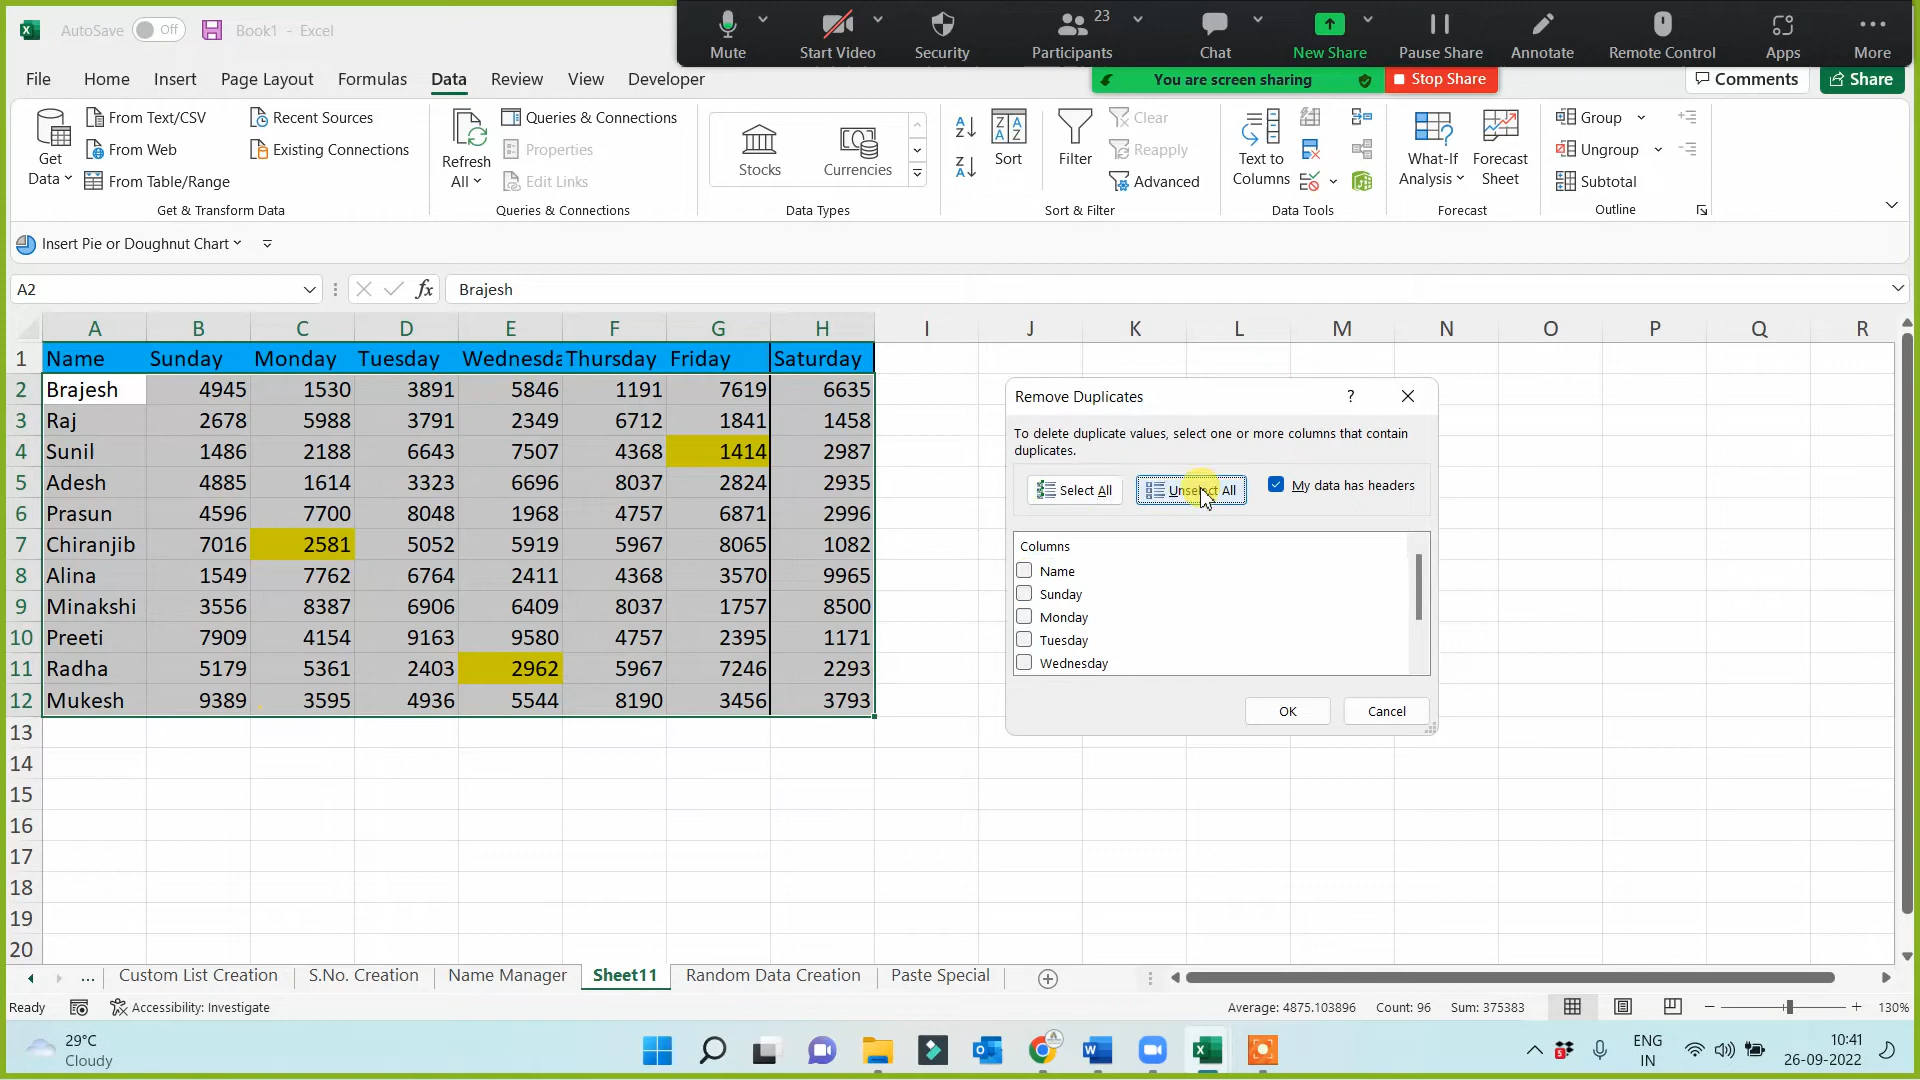 AutoSave Off Book1 - Excel
Mute Start Video Security Participants 23 Chat New Share Pause Share Annotate Remote Control Apps More
You are screen sharing Stop Share
File Home Insert Page Layout Formulas Data Review View Developer Comments Share
Get Data
From Text/CSV
From Web
From Table/Range
Recent Sources
Existing Connections
Get & Transform Data
Refresh All
Queries & Connections
Properties
Edit Links
Queries & Connections
Stocks Currencies
Data Types
Sort Filter
Clear
Reapply
Advanced
Sort & Filter
Text to Columns
Data Tools
What-If Analysis
Forecast Sheet
Forecast
Group
Ungroup
Subtotal
Outline
Insert Pie or Doughnut Chart
A2 fx Brajesh
A B C D E F G H I J K L M N O P Q R
1 Name Sunday Monday Tuesday Wednesda Thursday Friday Saturday
2 Brajesh 4945 1530 3891 5846 1191 7619 6635
3 Raj 2678 5988 3791 2349 6712 1841 1458
4 Sunil 1486 2188 6643 7507 4368 1414 2987
5 Adesh 4885 1614 3323 6696 8037 2824 2935
6 Prasun 4596 7700 8048 1968 4757 6871 2996
7 Chiranjib 7016 2581 5052 5919 5967 8065 1082
8 Alina 1549 7762 6764 2411 4368 3570 9965
9 Minakshi 3556 8387 6906 6409 8037 1757 8500
10 Preeti 7909 4154 9163 9580 4757 2395 1171
11 Radha 5179 5361 2403 2962 5967 7246 2293
12 Mukesh 9389 3595 4936 5544 8190 3456 3793
13
14
15
16
17
18
19
20
Remove Duplicates ?
To delete duplicate values, select one or more columns that contain
duplicates.
Select All Unselect All My data has headers
Columns
Name
Sunday
Monday
Tuesday
Wednesday
OK Cancel
... Custom List Creation S.No. Creation Name Manager Sheet11 Random Data Creation Paste Special
Ready Accessibility: Investigate Average: 4875.103896 Count: 96 Sum: 375383 130%
29°C
Cloudy
ENG
IN
10:41
26-09-2022